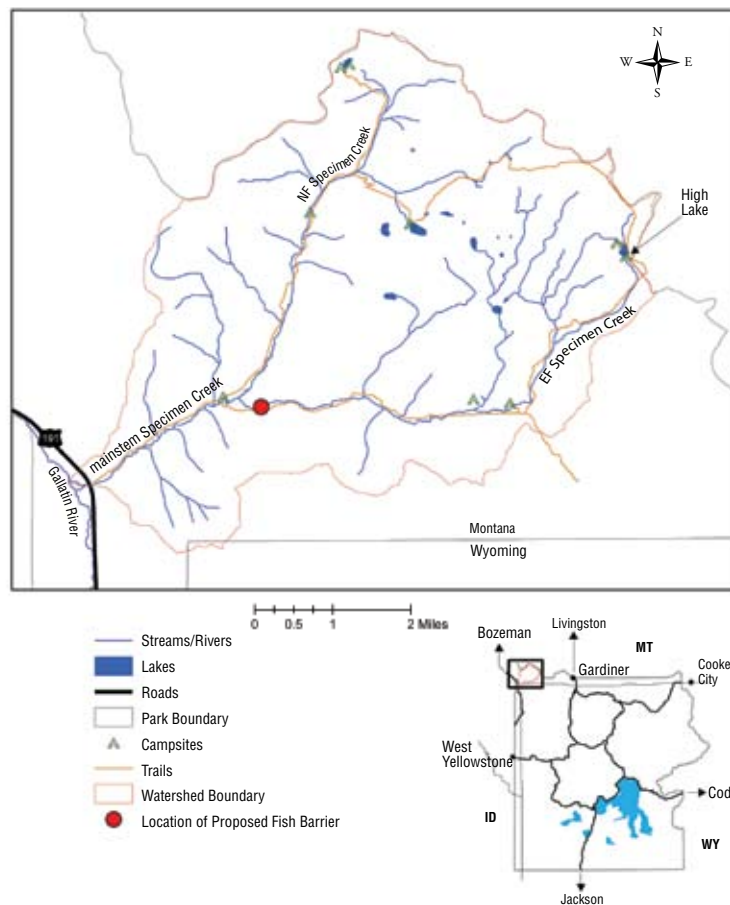 N
W E
S
NF Specimen Creek
High
Lake
EF Specimen Creek
mainstem Specimen Creek
191
Gallatin River
Montana
Wyoming
0 0.5 1 2 Miles
Streams/Rivers
Lakes
Roads
Park Boundary
Campsites
Trails
Watershed Boundary
Location of Proposed Fish Barrier
Bozeman
Livingston
MT
Gardiner
Cooke
City
West
Yellowstone
Cod
ID
WY
Jackson